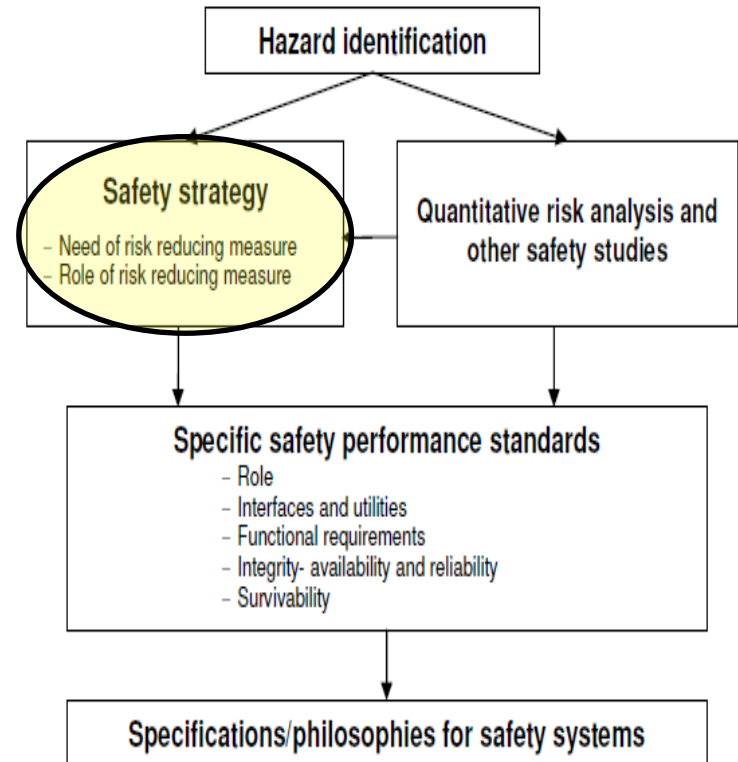 Hazard identification
Safety strategy
– Need of risk reducing measure
– Role of risk reducing measure
Quantitative risk analysis and
other safety studies
Specific safety performance standards
– Role
– Interfaces and utilities
– Functional requirements
– Integrity- availability and reliability
– Survivability
Specifications/philosophies for safety systems